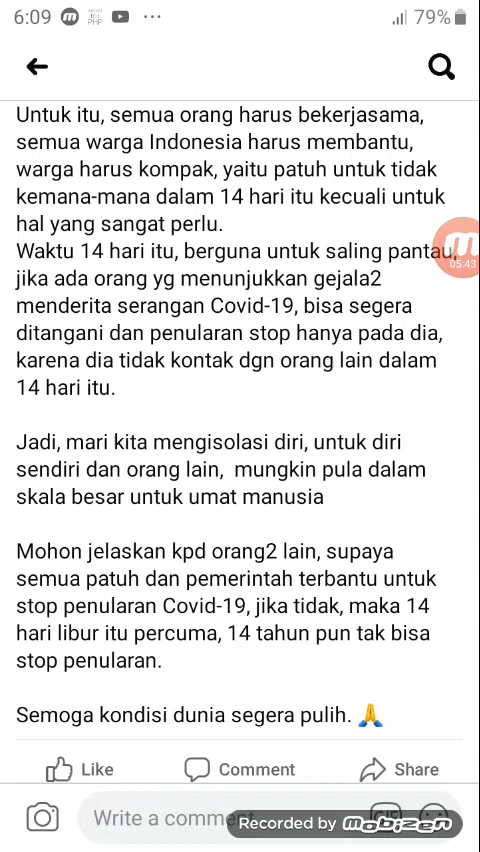 6:09 m Senior ITU PHP ... 79%
Untuk itu, semua orang harus bekerjasama,
semua warga Indonesia harus membantu,
warga harus kompak, yaitu patuh untuk tidak
kemana-mana dalam 14 hari itu kecuali untuk
hal yang sangat perlu.
Waktu 14 hari itu, berguna untuk saling pantau,
jika ada orang yg menunjukkan gejala2
menderita serangan Covid-19, bisa segera
ditangani dan penularan stop hanya pada dia,
karena dia tidak kontak dgn orang lain dalam
14 hari itu.
m
05:43
Jadi, mari kita mengisolasi diri, untuk diri
sendiri dan orang lain,  mungkin pula dalam
skala besar untuk umat manusia
Mohon jelaskan kpd orang2 lain, supaya
semua patuh dan pemerintah terbantu untuk
stop penularan Covid-19, jika tidak, maka 14
hari libur itu percuma, 14 tahun pun tak bisa
stop penularan.
Semoga kondisi dunia segera pulih. 🙏
Like Comment Share
Write a comment GIF
Recorded by mobizen